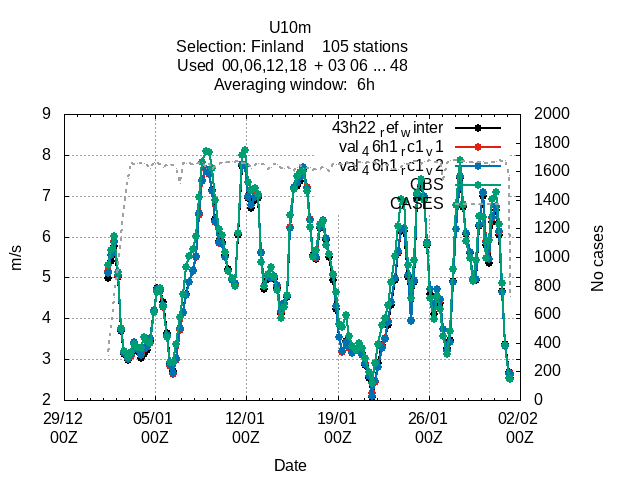 U10m
Selection: Finland 105 stations
Used 00,06,12,18 + 03 06 ... 48
Averaging window: 6h
43h22ref_winter
val_46h1_rc1_v1
val_46h1_rc1_v2
OBS
CASES
9
8
7
6
5
4
3
2
m/s
2000
1800
1600
1400
1200
1000
800
600
400
200
0
No cases
29/12 05/01 12/01 19/01 26/01 02/02
00Z 00Z 00Z 00Z 00Z 00Z
Date